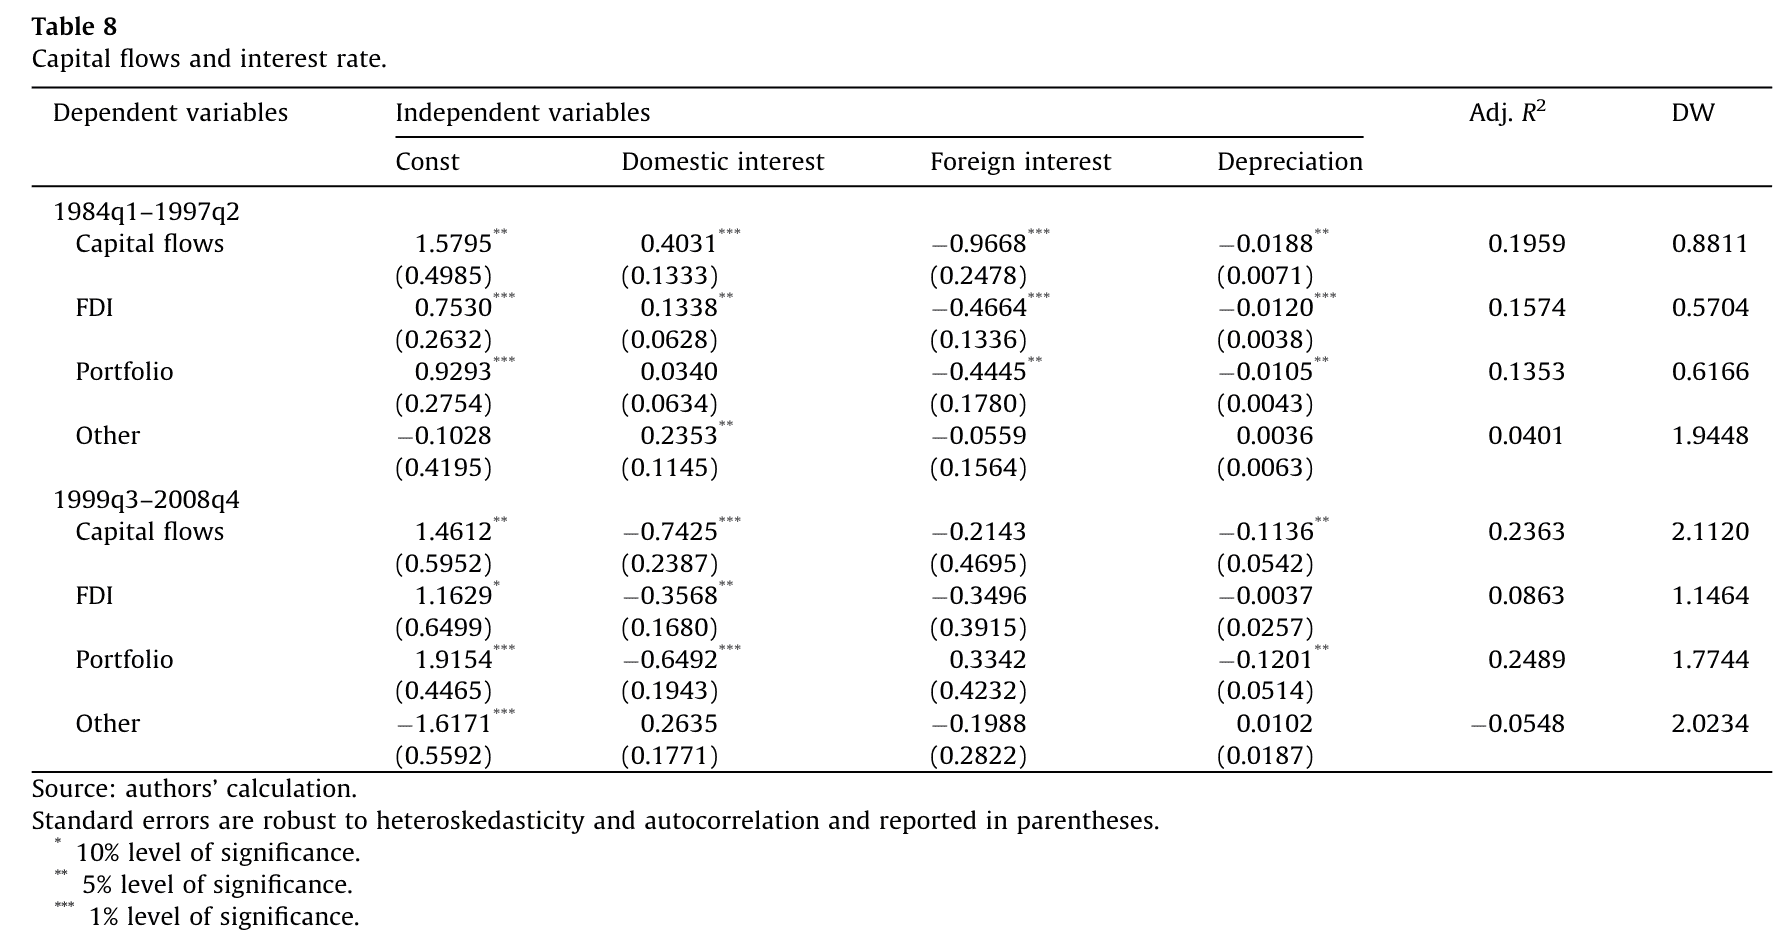 Table 8
Capital flows and interest rate.
Dependent variables Independent variables Adj. R² DW
Const Domestic interest Foreign interest Depreciation
1984q1–1997q2
Capital flows 1.5795** 0.4031*** −0.9668*** −0.0188** 0.1959 0.8811
(0.4985) (0.1333) (0.2478) (0.0071)
FDI 0.7530*** 0.1338** −0.4664*** −0.0120*** 0.1574 0.5704
(0.2632) (0.0628) (0.1336) (0.0038)
Portfolio 0.9293*** 0.0340 −0.4445** −0.0105** 0.1353 0.6166
(0.2754) (0.0634) (0.1780) (0.0043)
Other −0.1028 0.2353** −0.0559 0.0036 0.0401 1.9448
(0.4195) (0.1145) (0.1564) (0.0063)
1999q3–2008q4
Capital flows 1.4612** −0.7425*** −0.2143 −0.1136** 0.2363 2.1120
(0.5952) (0.2387) (0.4695) (0.0542)
FDI 1.1629* −0.3568** −0.3496 −0.0037 0.0863 1.1464
(0.6499) (0.1680) (0.3915) (0.0257)
Portfolio 1.9154*** −0.6492*** 0.3342 −0.1201** 0.2489 1.7744
(0.4465) (0.1943) (0.4232) (0.0514)
Other −1.6171*** 0.2635 −0.1988 0.0102 −0.0548 2.0234
(0.5592) (0.1771) (0.2822) (0.0187)
Source: authors’ calculation.
Standard errors are robust to heteroskedasticity and autocorrelation and reported in parentheses.
* 10% level of significance.
** 5% level of significance.
*** 1% level of significance.